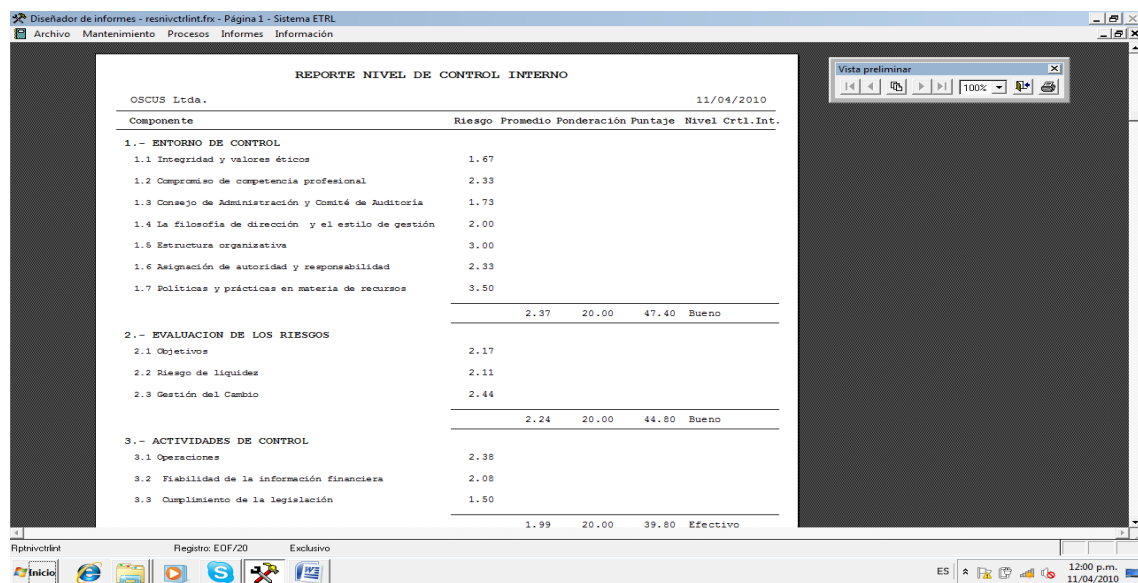 Diseñador de informes - resnivctrlint.frx - Página 1 - Sistema ETRL
Archivo Mantenimiento Procesos Informes Información
Vista preliminar
100%
REPORTE NIVEL DE CONTROL INTERNO
OSCUS Ltda. 11/04/2010
Componente Riesgo Promedio Ponderación Puntaje Nivel Crtl.Int.
1.- ENTORNO DE CONTROL
1.1 Integridad y valores éticos 1.67
1.2 Compromiso de competencia profesional 2.33
1.3 Consejo de Administración y Comité de Auditoría 1.73
1.4 La filosofía de dirección y el estilo de gestión 2.00
1.5 Estructura organizativa 3.00
1.6 Asignación de autoridad y responsabilidad 2.33
1.7 Políticas y prácticas en materia de recursos 3.50
2.37 20.00 47.40 Bueno
2.- EVALUACION DE LOS RIESGOS
2.1 Objetivos 2.17
2.2 Riesgo de liquidez 2.11
2.3 Gestión del Cambio 2.44
2.24 20.00 44.80 Bueno
3.- ACTIVIDADES DE CONTROL
3.1 Operaciones 2.38
3.2 Fiabilidad de la información financiera 2.08
3.3 Cumplimiento de la legislación 1.50
1.99 20.00 39.80 Efectivo
Rptnivctrlint Registro: EOF/20 Exclusivo
Inicio ES 12:00 p.m.
11/04/2010